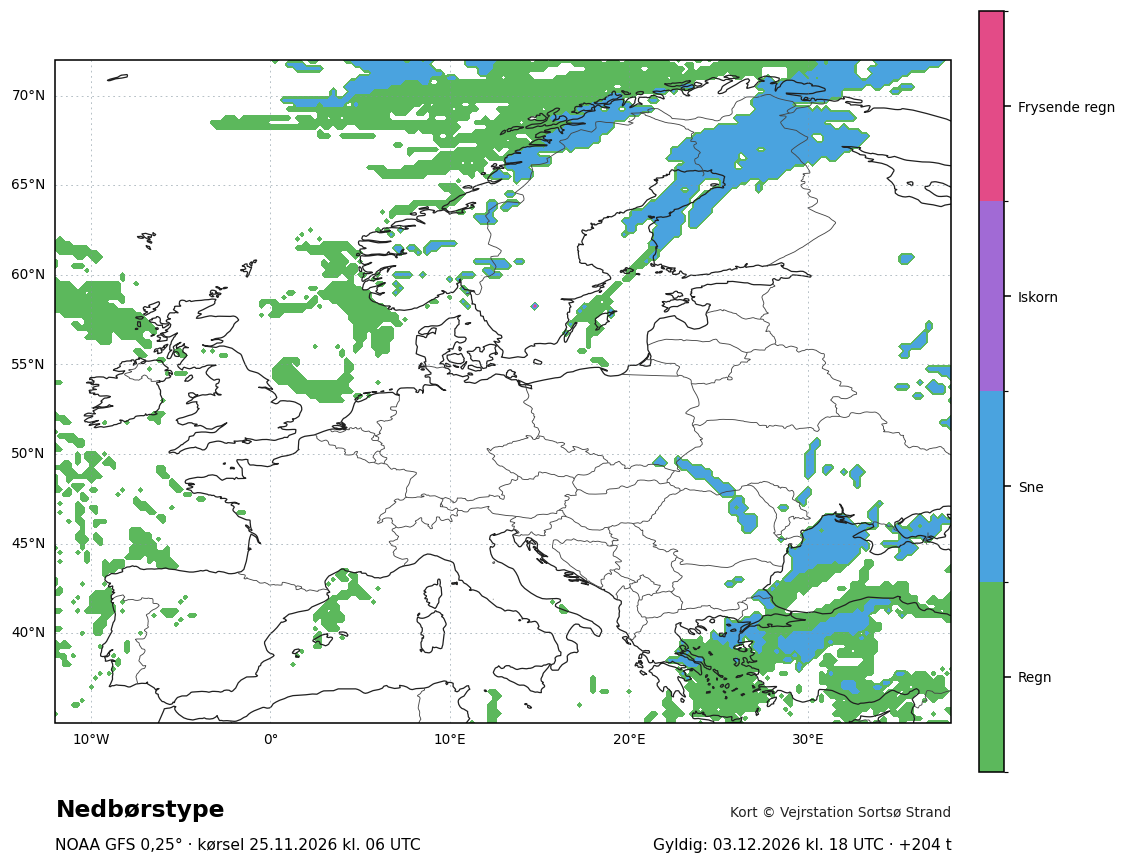 Frysende regn
Iskorn
Sne
Regn
70°N
65°N
60°N
55°N
50°N
45°N
40°N
10°W
0°
10°E
20°E
30°E
Nedbørstype
Kort © Vejrstation Sortsø Strand
NOAA GFS 0,25° · kørsel 25.11.2026 kl. 06 UTC
Gyldig: 03.12.2026 kl. 18 UTC · +204 t